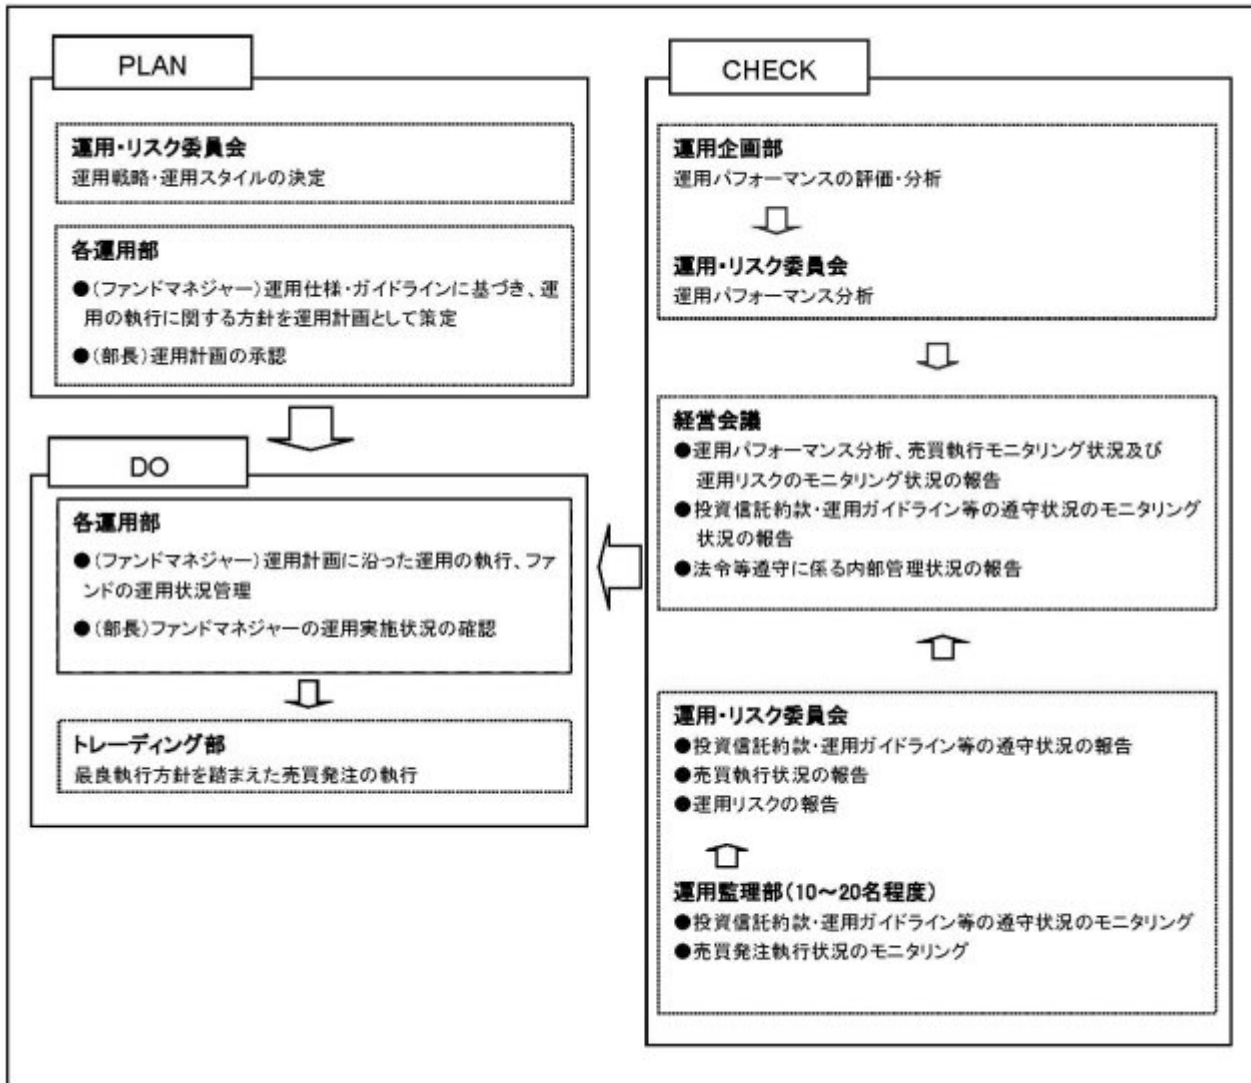 PLAN
運用・リスク委員会
運用戦略・運用スタイルの決定
各運用部
●(ファンドマネジャー)運用仕様・ガイドラインに基づき、運
用の執行に関する方針を運用計画として策定
●(部長)運用計画の承認
DO
各運用部
●(ファンドマネジャー)運用計画に沿った運用の執行、ファ
ンドの運用状況管理
●(部長)ファンドマネジャーの運用実施状況の確認
トレーディング部
最良執行方針を踏まえた売買発注の執行
CHECK
運用企画部
運用パフォーマンスの評価・分析
運用・リスク委員会
運用パフォーマンス分析
経営会議
●運用パフォーマンス分析、売買執行モニタリング状況及び
運用リスクのモニタリング状況の報告
●投資信託約款・運用ガイドライン等の遵守状況のモニタリング
状況の報告
●法令等遵守に係る内部管理状況の報告
運用・リスク委員会
●投資信託約款・運用ガイドライン等の遵守状況の報告
●売買執行状況の報告
●運用リスクの報告
運用監理部(10～20名程度)
●投資信託約款・運用ガイドライン等の遵守状況のモニタリング
●売買発注執行状況のモニタリング